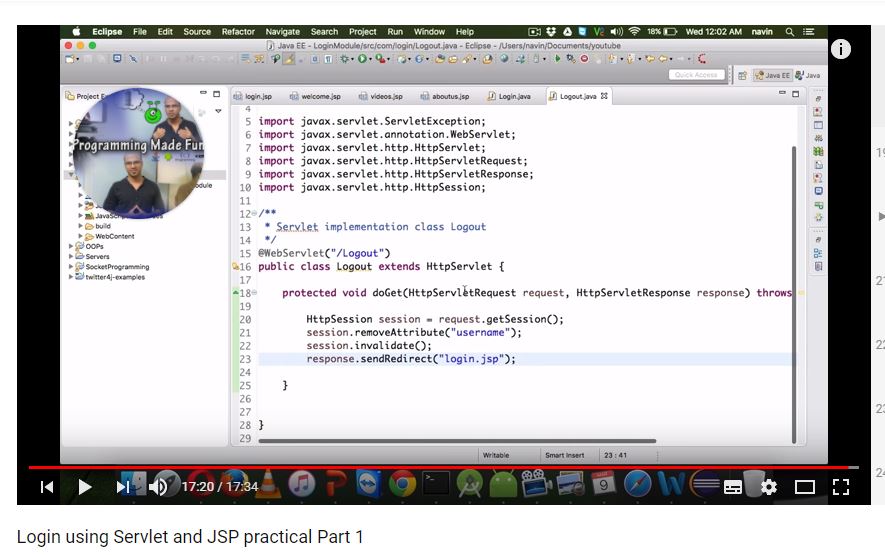 Eclipse File Edit Source Refactor Navigate Search Project Run Window Help 18% Wed 12:02 AM navin
Java EE - LoginModule/src/com/login/Logout.java - Eclipse - /Users/navin/Documents/youtube
Quick Access Java EE Java
Project Ex
login.jsp welcome.jsp videos.jsp aboutus.jsp Login.java Logout.java
Programming Made Fun
odule
build
WebContent
OOPs
Servers
SocketProgramming
twitter4j-examples
4
5 import javax.servlet.ServletException;
6 import javax.servlet.annotation.WebServlet;
7 import javax.servlet.http.HttpServlet;
8 import javax.servlet.http.HttpServletRequest;
9 import javax.servlet.http.HttpServletResponse;
10 import javax.servlet.http.HttpSession;
11
12 /**
13 * Servlet implementation class Logout
14 */
15 @WebServlet("/Logout")
16 public class Logout extends HttpServlet {
17
18 protected void doGet(HttpServletRequest request, HttpServletResponse response) throws
19
20 HttpSession session = request.getSession();
21 session.removeAttribute("username");
22 session.invalidate();
23 response.sendRedirect("login.jsp");
24
25 }
26
27
28 }
29
Writable Smart Insert 23 : 41
17:20 / 17:34
Login using Servlet and JSP practical Part 1